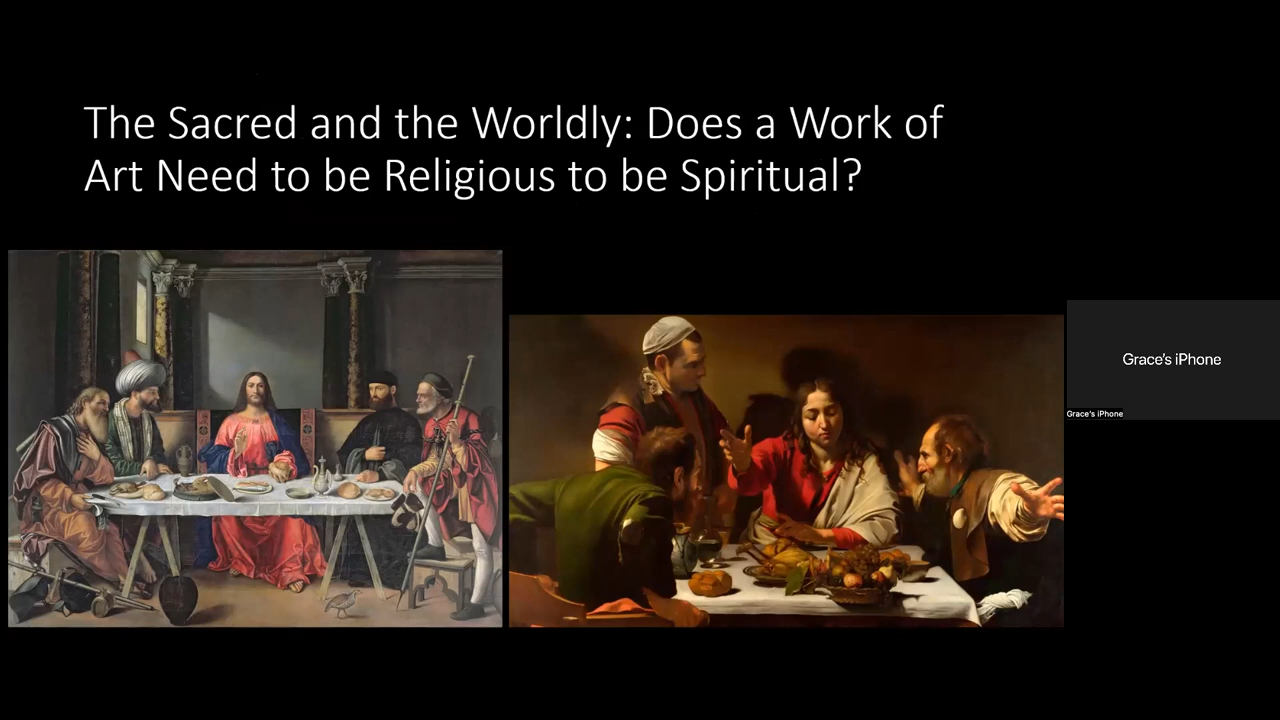 The Sacred and the Worldly: Does a Work of
Art Need to be Religious to be Spiritual?
Grace's iPhone
Grace's iPhone